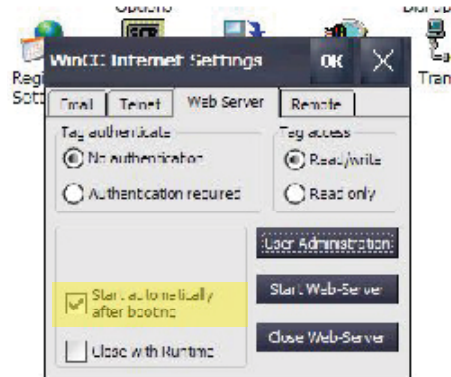 Options
WinCC Internet Settings OK
Email Telnet Web Server Remote
Tag authenticate
No authentication
Authentication required
Tag access
Read/write
Read only
User Administration
Start automatically
after booting
Start Web-Server
Close with Runtime
Close Web-Server
Regi
Sett
Tran